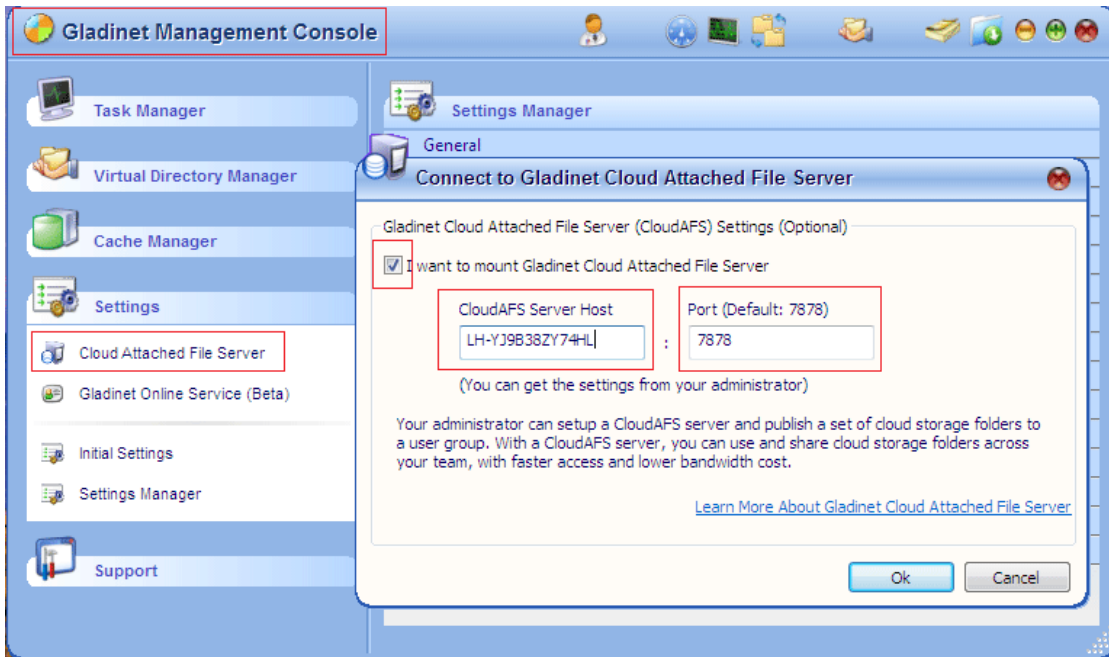 Gladinet Management Console
Task Manager
Virtual Directory Manager
Cache Manager
Settings
Cloud Attached File Server
Gladinet Online Service (Beta)
Initial Settings
Settings Manager
Support
Settings Manager
General
Connect to Gladinet Cloud Attached File Server
Gladinet Cloud Attached File Server (CloudAFS) Settings (Optional)
I want to mount Gladinet Cloud Attached File Server
CloudAFS Server Host
Port (Default: 7878)
LH-YJ9B38ZY74HL : 7878
(You can get the settings from your administrator)
Your administrator can setup a CloudAFS server and publish a set of cloud storage folders to
a user group. With a CloudAFS server, you can use and share cloud storage folders across
your team, with faster access and lower bandwidth cost.
Learn More About Gladinet Cloud Attached File Server
Ok
Cancel